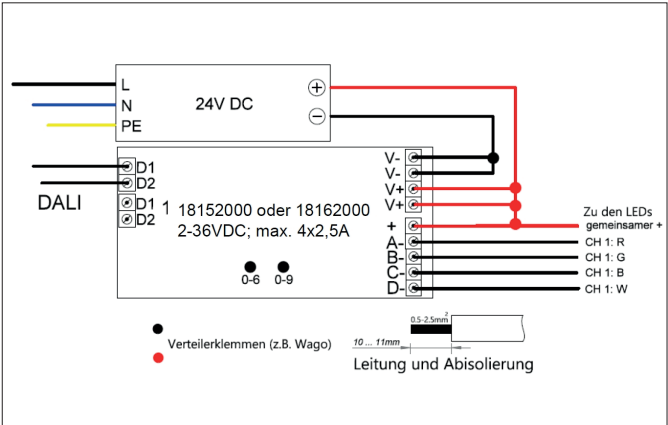 L
N
PE
24V DC
+
−
DALI
D1
D2
D1
D2
1
18152000 oder 18162000
2-36VDC; max. 4x2,5A
0-6
0-9
V-
V-
V+
V+
+
A-
B-
C-
D-
Zu den LEDs
gemeinsamer +
CH 1: R
CH 1: G
CH 1: B
CH 1: W
Verteilerklemmen (z.B. Wago)
0.5-2.5mm²
10 ... 11mm
Leitung und Abisolierung